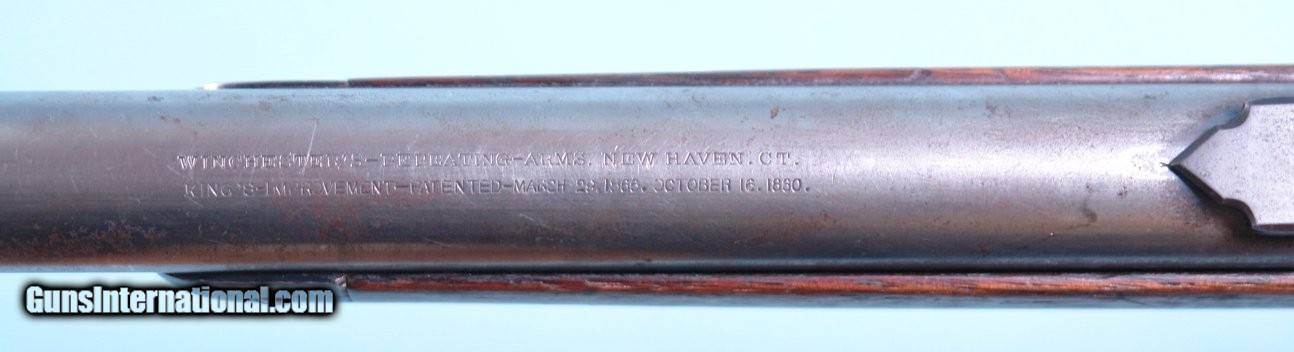 WINCHESTER'S-REPEATING-ARMS. NEW HAVEN. CT.
KING'S-IMPROVEMENT-PATENTED-MARCH 29. 1866. OCTOBER 16. 1860.
GunsInternational.com